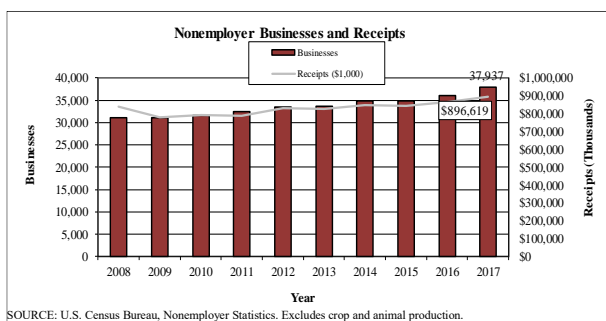 Nonemployer Businesses and Receipts
Businesses
Receipts ($1,000)
37,937
$896,619
Businesses
40,000
35,000
30,000
25,000
20,000
15,000
10,000
5,000
0
$1,000,000
$900,000
$800,000
$700,000
$600,000
$500,000
$400,000
$300,000
$200,000
$100,000
$0
Receipts (Thousands)
2008 2009 2010 2011 2012 2013 2014 2015 2016 2017
Year
SOURCE: U.S. Census Bureau, Nonemployer Statistics. Excludes crop and animal production.